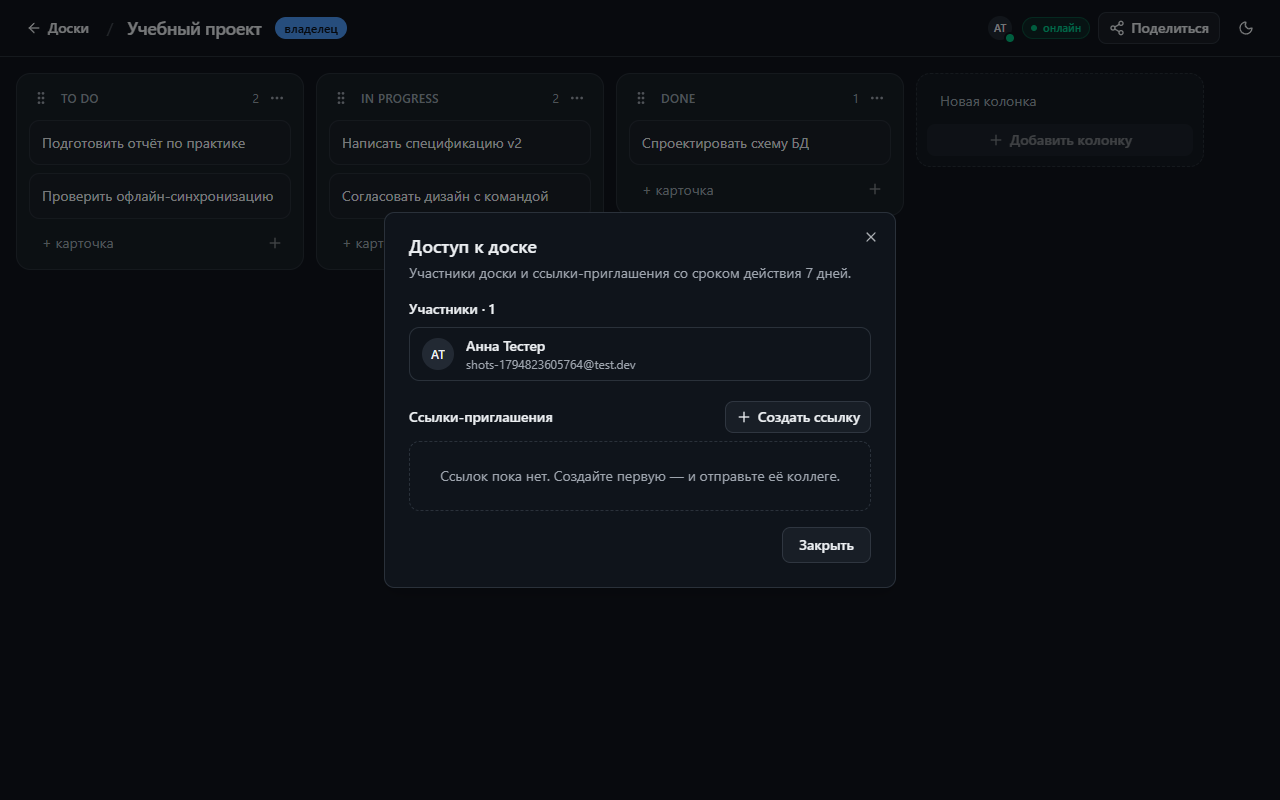 Доски / Учебный проект владелец AT онлайн Поделиться
TO DO 2
Подготовить отчёт по практике
Проверить офлайн-синхронизацию
+ карточка
IN PROGRESS 2
Написать спецификацию v2
Согласовать дизайн с командой
+ карт
DONE 1
Спроектировать схему БД
+ карточка
Новая колонка
Добавить колонку
Доступ к доске
Участники доски и ссылки-приглашения со сроком действия 7 дней.
Участники · 1
AT
Анна Тестер
shots-1794823605764@test.dev
Ссылки-приглашения
Создать ссылку
Ссылок пока нет. Создайте первую — и отправьте её коллеге.
Закрыть